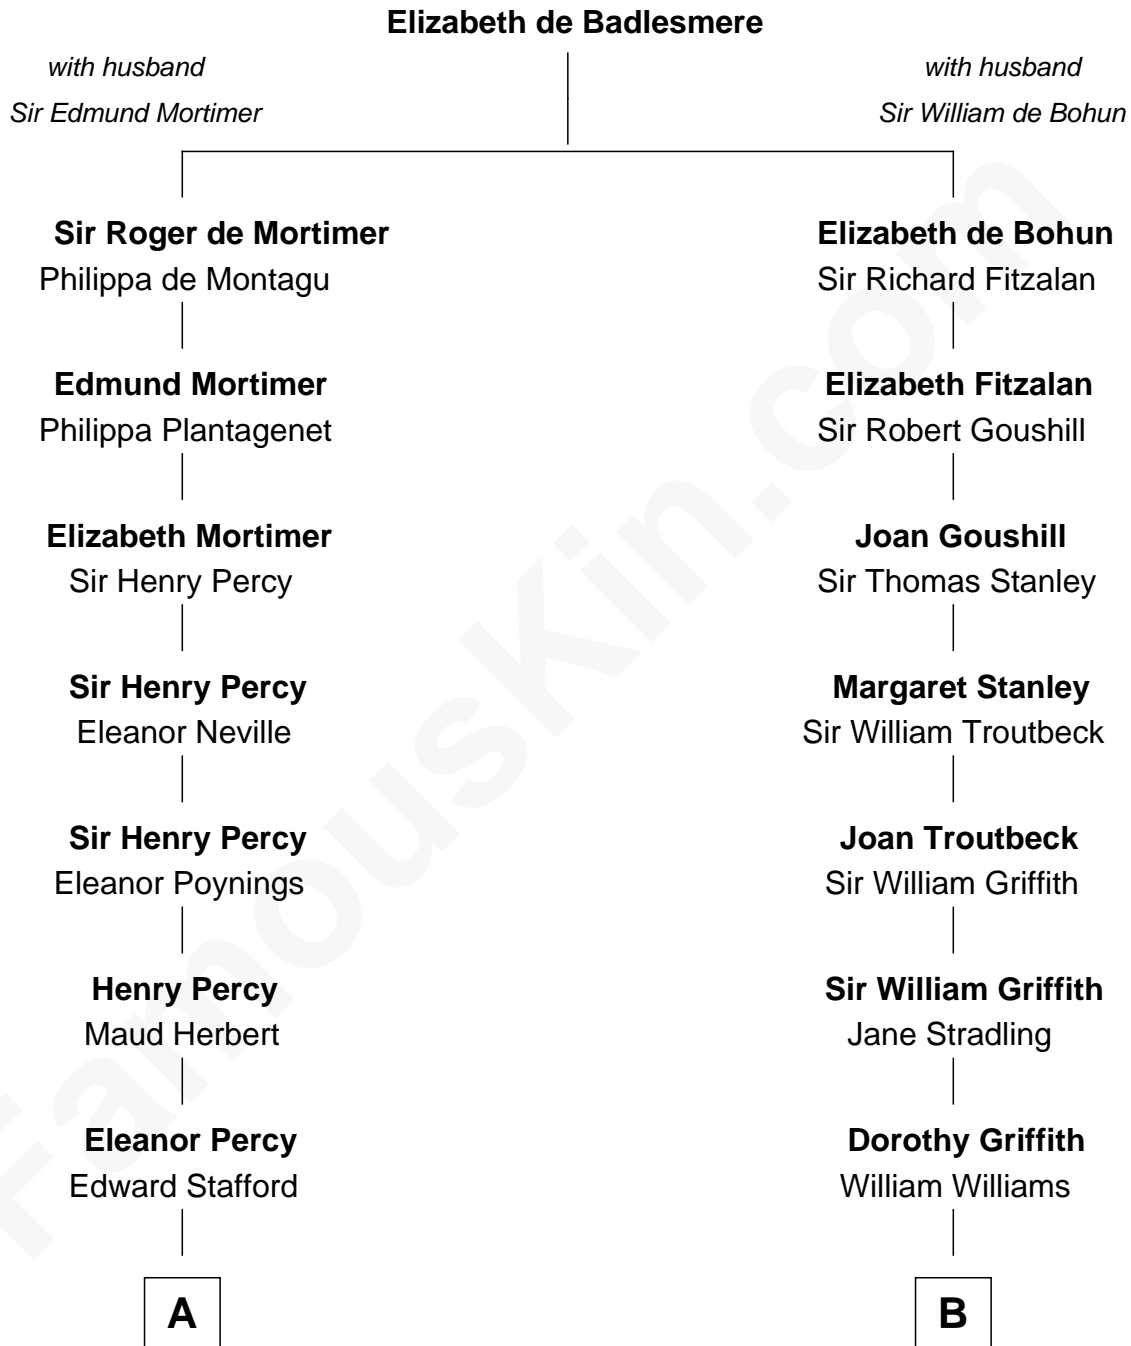 Elizabeth de Badlesmere
with husband
Sir Edmund Mortimer
with husband
Sir William de Bohun
Sir Roger de Mortimer
Philippa de Montagu
Elizabeth de Bohun
Sir Richard Fitzalan
Edmund Mortimer
Philippa Plantagenet
Elizabeth Fitzalan
Sir Robert Goushill
Elizabeth Mortimer
Sir Henry Percy
Joan Goushill
Sir Thomas Stanley
Sir Henry Percy
Eleanor Neville
Margaret Stanley
Sir William Troutbeck
Sir Henry Percy
Eleanor Poynings
Joan Troutbeck
Sir William Griffith
Henry Percy
Maud Herbert
Sir William Griffith
Jane Stradling
Eleanor Percy
Edward Stafford
Dorothy Griffith
William Williams
A
B
FamousKin.com